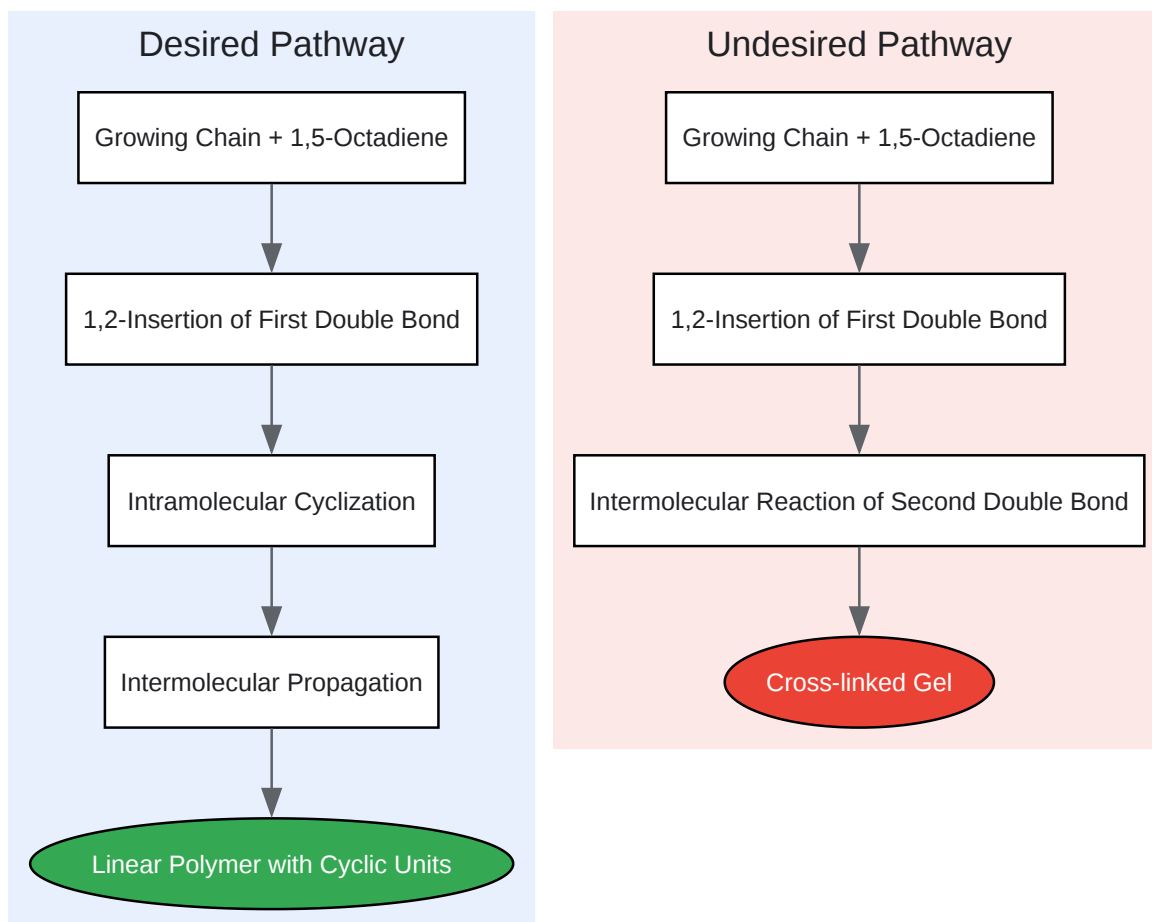 Desired Pathway
Growing Chain + 1,5-Octadiene
1,2-Insertion of First Double Bond
Intramolecular Cyclization
Intermolecular Propagation
Linear Polymer with Cyclic Units
Undesired Pathway
Growing Chain + 1,5-Octadiene
1,2-Insertion of First Double Bond
Intermolecular Reaction of Second Double Bond
Cross-linked Gel